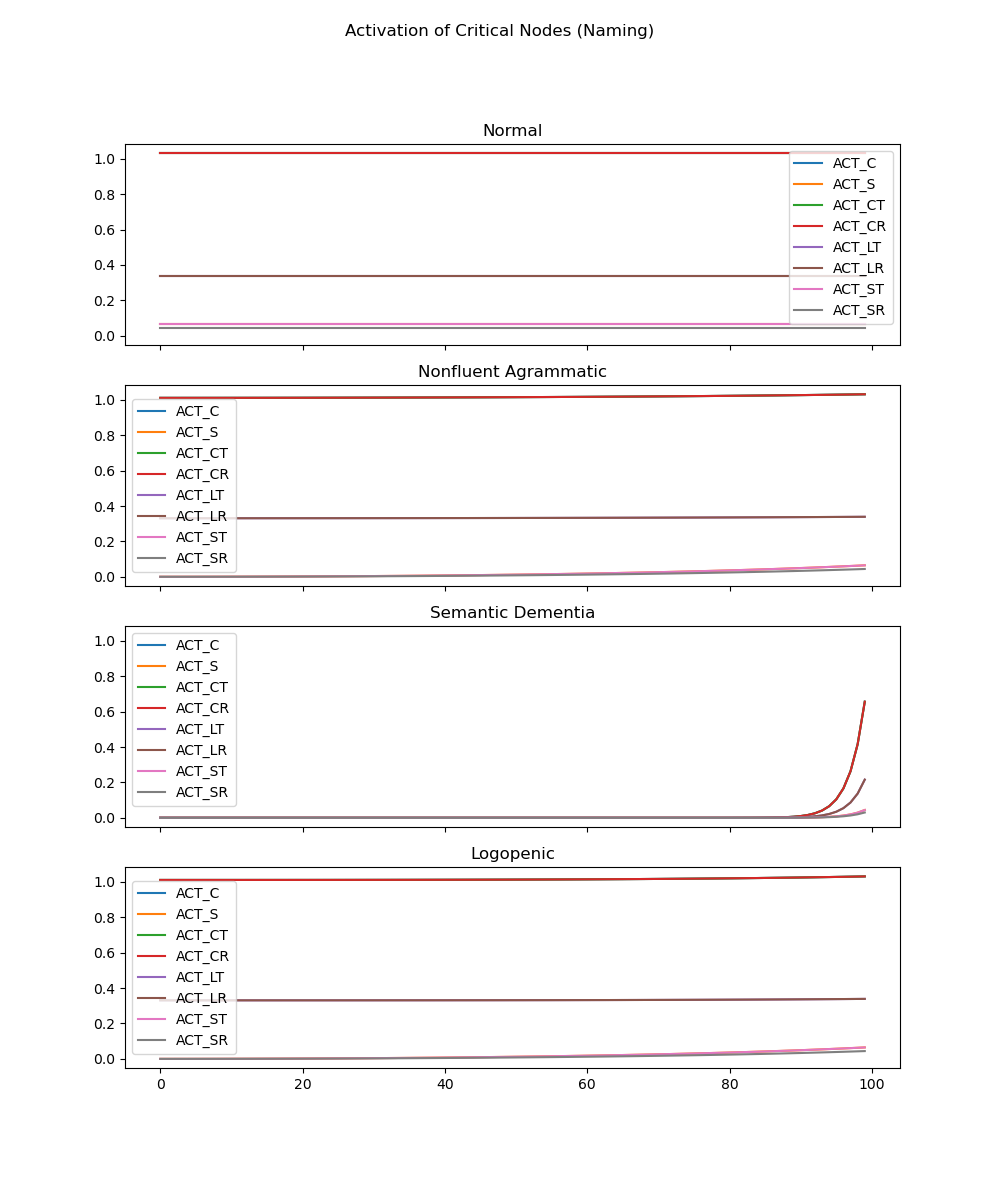 Activation of Critical Nodes (Naming)
Normal
1.0
0.8
0.6
0.4
0.2
0.0
ACT_C
ACT_S
ACT_CT
ACT_CR
ACT_LT
ACT_LR
ACT_ST
ACT_SR
Nonfluent Agrammatic
1.0
0.8
0.6
0.4
0.2
0.0
ACT_C
ACT_S
ACT_CT
ACT_CR
ACT_LT
ACT_LR
ACT_ST
ACT_SR
Semantic Dementia
1.0
0.8
0.6
0.4
0.2
0.0
ACT_C
ACT_S
ACT_CT
ACT_CR
ACT_LT
ACT_LR
ACT_ST
ACT_SR
Logopenic
1.0
0.8
0.6
0.4
0.2
0.0
ACT_C
ACT_S
ACT_CT
ACT_CR
ACT_LT
ACT_LR
ACT_ST
ACT_SR
0 20 40 60 80 100